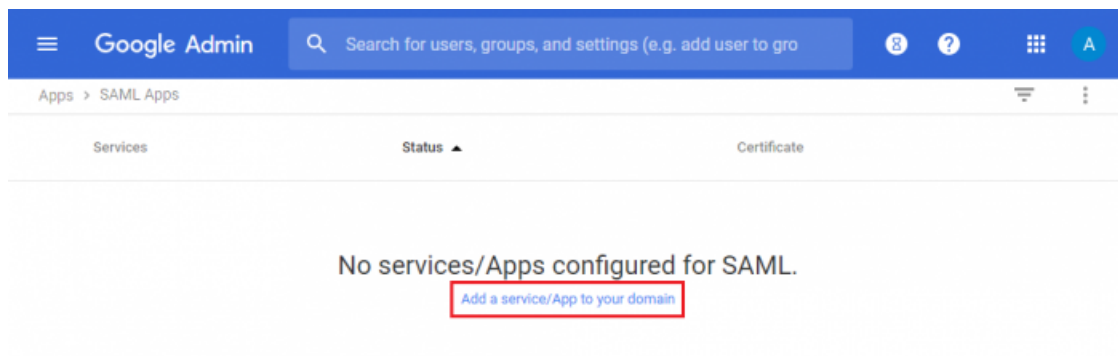 Google Admin Search for users, groups, and settings (e.g. add user to gro 8 ? A
Apps > SAML Apps
Services Status ▲ Certificate
No services/Apps configured for SAML.
Add a service/App to your domain